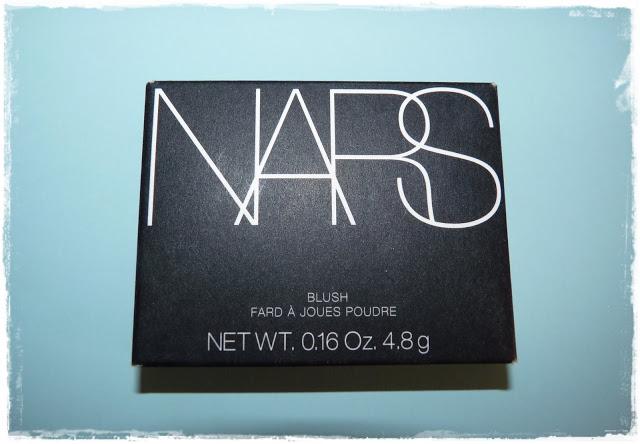 NARS
BLUSH
FARD À JOUES POUDRE
NET WT. 0.16 Oz. 4.8 g